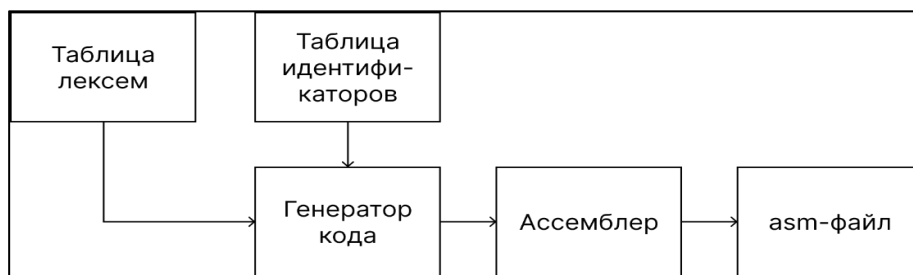 Таблица
лексем
Таблица
идентифи-
каторов
Генератор
кода
Ассемблер
asm-файл